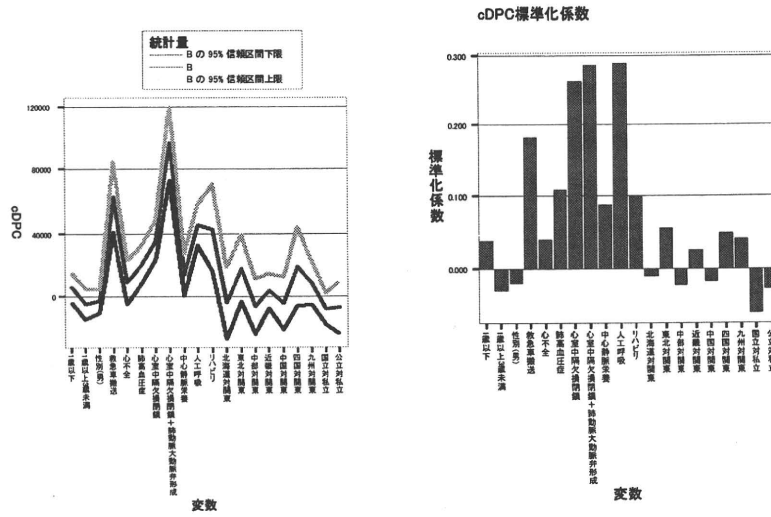 統計量
B の 95% 信頼区間下限
B
B の 95% 信頼区間上限
cDPC
120000
80000
40000
0
1歳以下
1歳以上3歳未満
性別(男)
救急車搬送
心不全
肺高血圧症
心室中隔欠損閉鎖
心室中隔欠損閉鎖+肺動脈大動脈弁形成
中心静脈栄養
人工呼吸
リハビリ
北海道対関東
東北対関東
中部対関東
近畿対関東
中国対関東
四国対関東
九州対関東
国立対私立
公立対私立
変数
cDPC標準化係数
標準化係数
0.300
0.200
0.100
0.000
1歳以下
1歳以上3歳未満
性別(男)
救急車搬送
心不全
肺高血圧症
心室中隔欠損閉鎖
心室中隔欠損閉鎖+肺動脈大動脈弁形成
中心静脈栄養
人工呼吸
リハビリ
北海道対関東
東北対関東
中部対関東
近畿対関東
中国対関東
四国対関東
九州対関東
国立対私立
公立対私立
変数